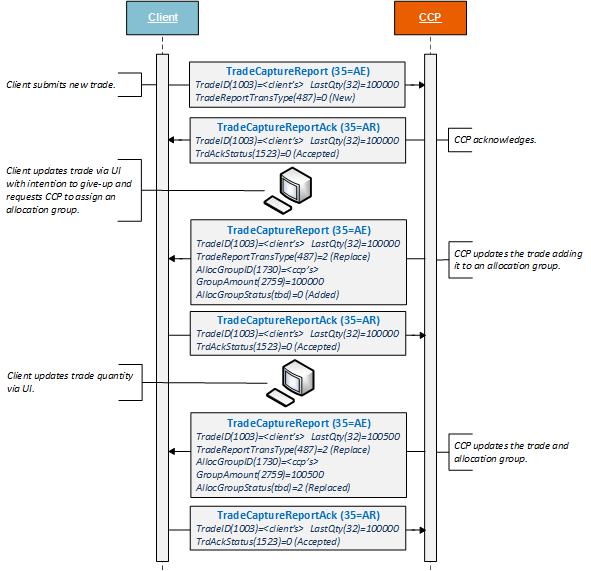 Client
CCP
TradeCaptureReport (35=AE)
TradeID(1003)=<client's> LastQty(32)=100000
TradeReportTransType(487)=0 (New)
Client submits new trade.
TradeCaptureReportAck (35=AR)
TradeID(1003)=<client's> LastQty(32)=100000
TrdAckStatus(1523)=0 (Accepted)
CCP acknowledges.
Client updates trade via UI
with intention to give-up and
requests CCP to assign an
allocation group.
TradeCaptureReport (35=AE)
TradeID(1003)=<client's> LastQty(32)=100000
TradeReportTransType(487)=2 (Replace)
AllocGroupID(1730)=<ccp's>
GroupAmount(2759)=100000
AllocGroupStatus(tbd)=0 (Added)
CCP updates the trade adding
it to an allocation group.
TradeCaptureReportAck (35=AR)
TradeID(1003)=<client's> LastQty(32)=100000
TrdAckStatus(1523)=0 (Accepted)
Client updates trade quantity
via UI.
TradeCaptureReport (35=AE)
TradeID(1003)=<client's> LastQty(32)=100500
TradeReportTransType(487)=2 (Replace)
AllocGroupID(1730)=<ccp's>
GroupAmount(2759)=100500
AllocGroupStatus(tbd)=2 (Replaced)
CCP updates the trade and
allocation group.
TradeCaptureReportAck (35=AR)
TradeID(1003)=<client's> LastQty(32)=100000
TrdAckStatus(1523)=0 (Accepted)